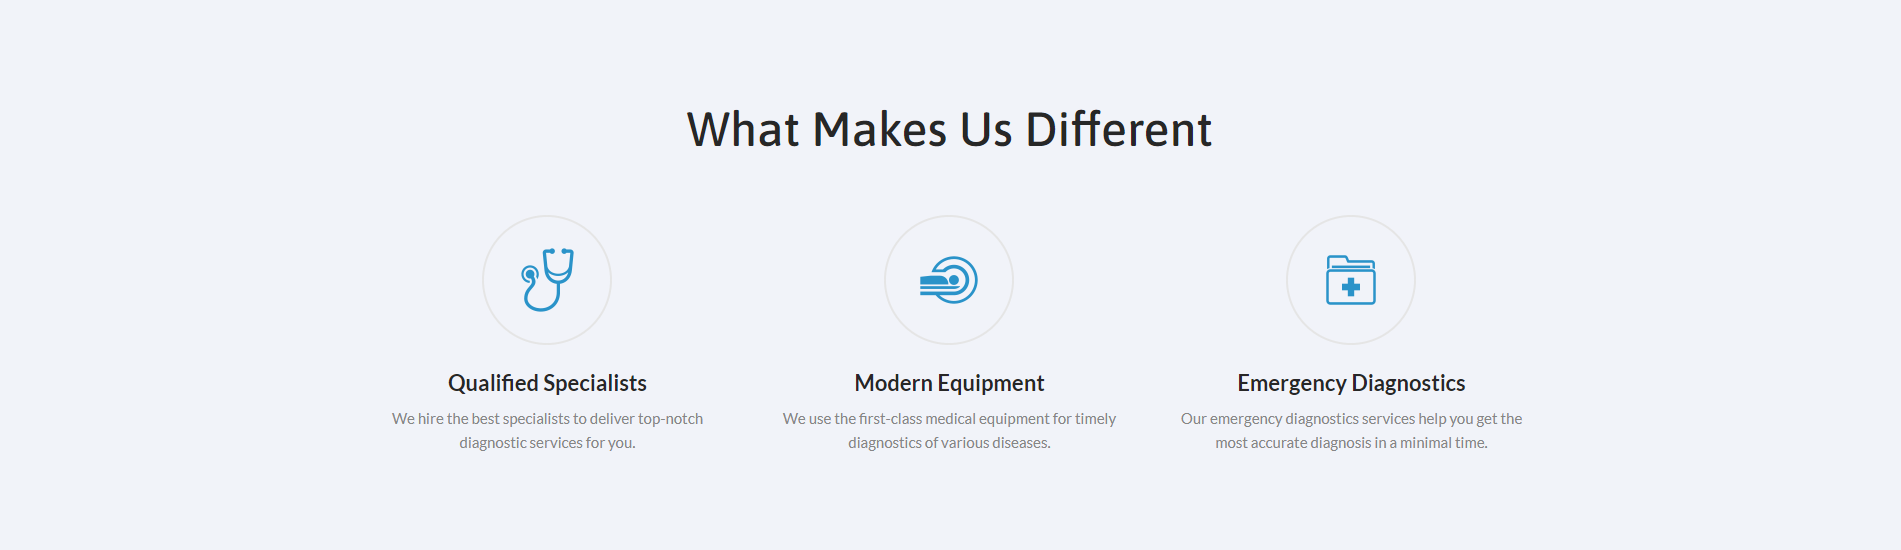 What Makes Us Different
Qualified Specialists
We hire the best specialists to deliver top-notch
diagnostic services for you.
Modern Equipment
We use the first-class medical equipment for timely
diagnostics of various diseases.
Emergency Diagnostics
Our emergency diagnostics services help you get the
most accurate diagnosis in a minimal time.